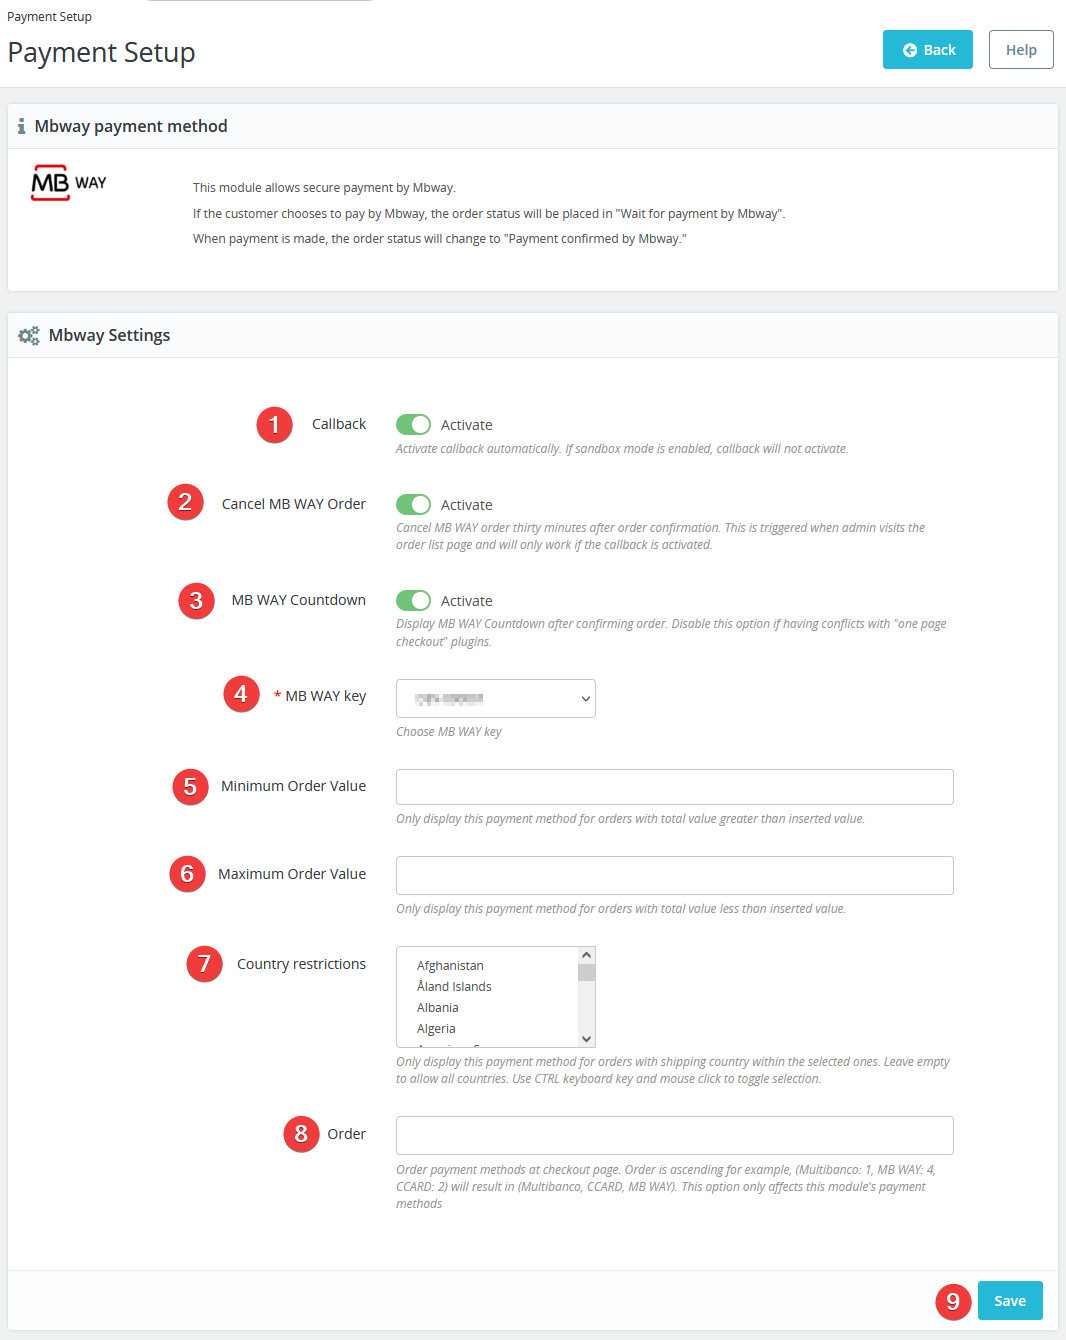 Payment Setup
Payment Setup
Back
Help
Mbway payment method
MB WAY
This module allows secure payment by Mbway.
If the customer chooses to pay by Mbway, the order status will be placed in "Wait for payment by Mbway".
When payment is made, the order status will change to "Payment confirmed by Mbway."
Mbway Settings
1 Callback Activate
Activate callback automatically. If sandbox mode is enabled, callback will not activate.
2 Cancel MB WAY Order Activate
Cancel MB WAY order thirty minutes after order confirmation. This is triggered when admin visits the
order list page and will only work if the callback is activated.
3 MB WAY Countdown Activate
Display MB WAY Countdown after confirming order. Disable this option if having conflicts with "one page
checkout" plugins.
4 * MB WAY key
Choose MB WAY key
5 Minimum Order Value
Only display this payment method for orders with total value greater than inserted value.
6 Maximum Order Value
Only display this payment method for orders with total value less than inserted value.
7 Country restrictions
Afghanistan
Åland Islands
Albania
Algeria
Only display this payment method for orders with shipping country within the selected ones. Leave empty
to allow all countries. Use CTRL keyboard key and mouse click to toggle selection.
8 Order
Order payment methods at checkout page. Order is ascending for example, (Multibanco: 1, MB WAY: 4,
CCARD: 2) will result in (Multibanco, CCARD, MB WAY). This option only affects this module's payment
methods
9 Save